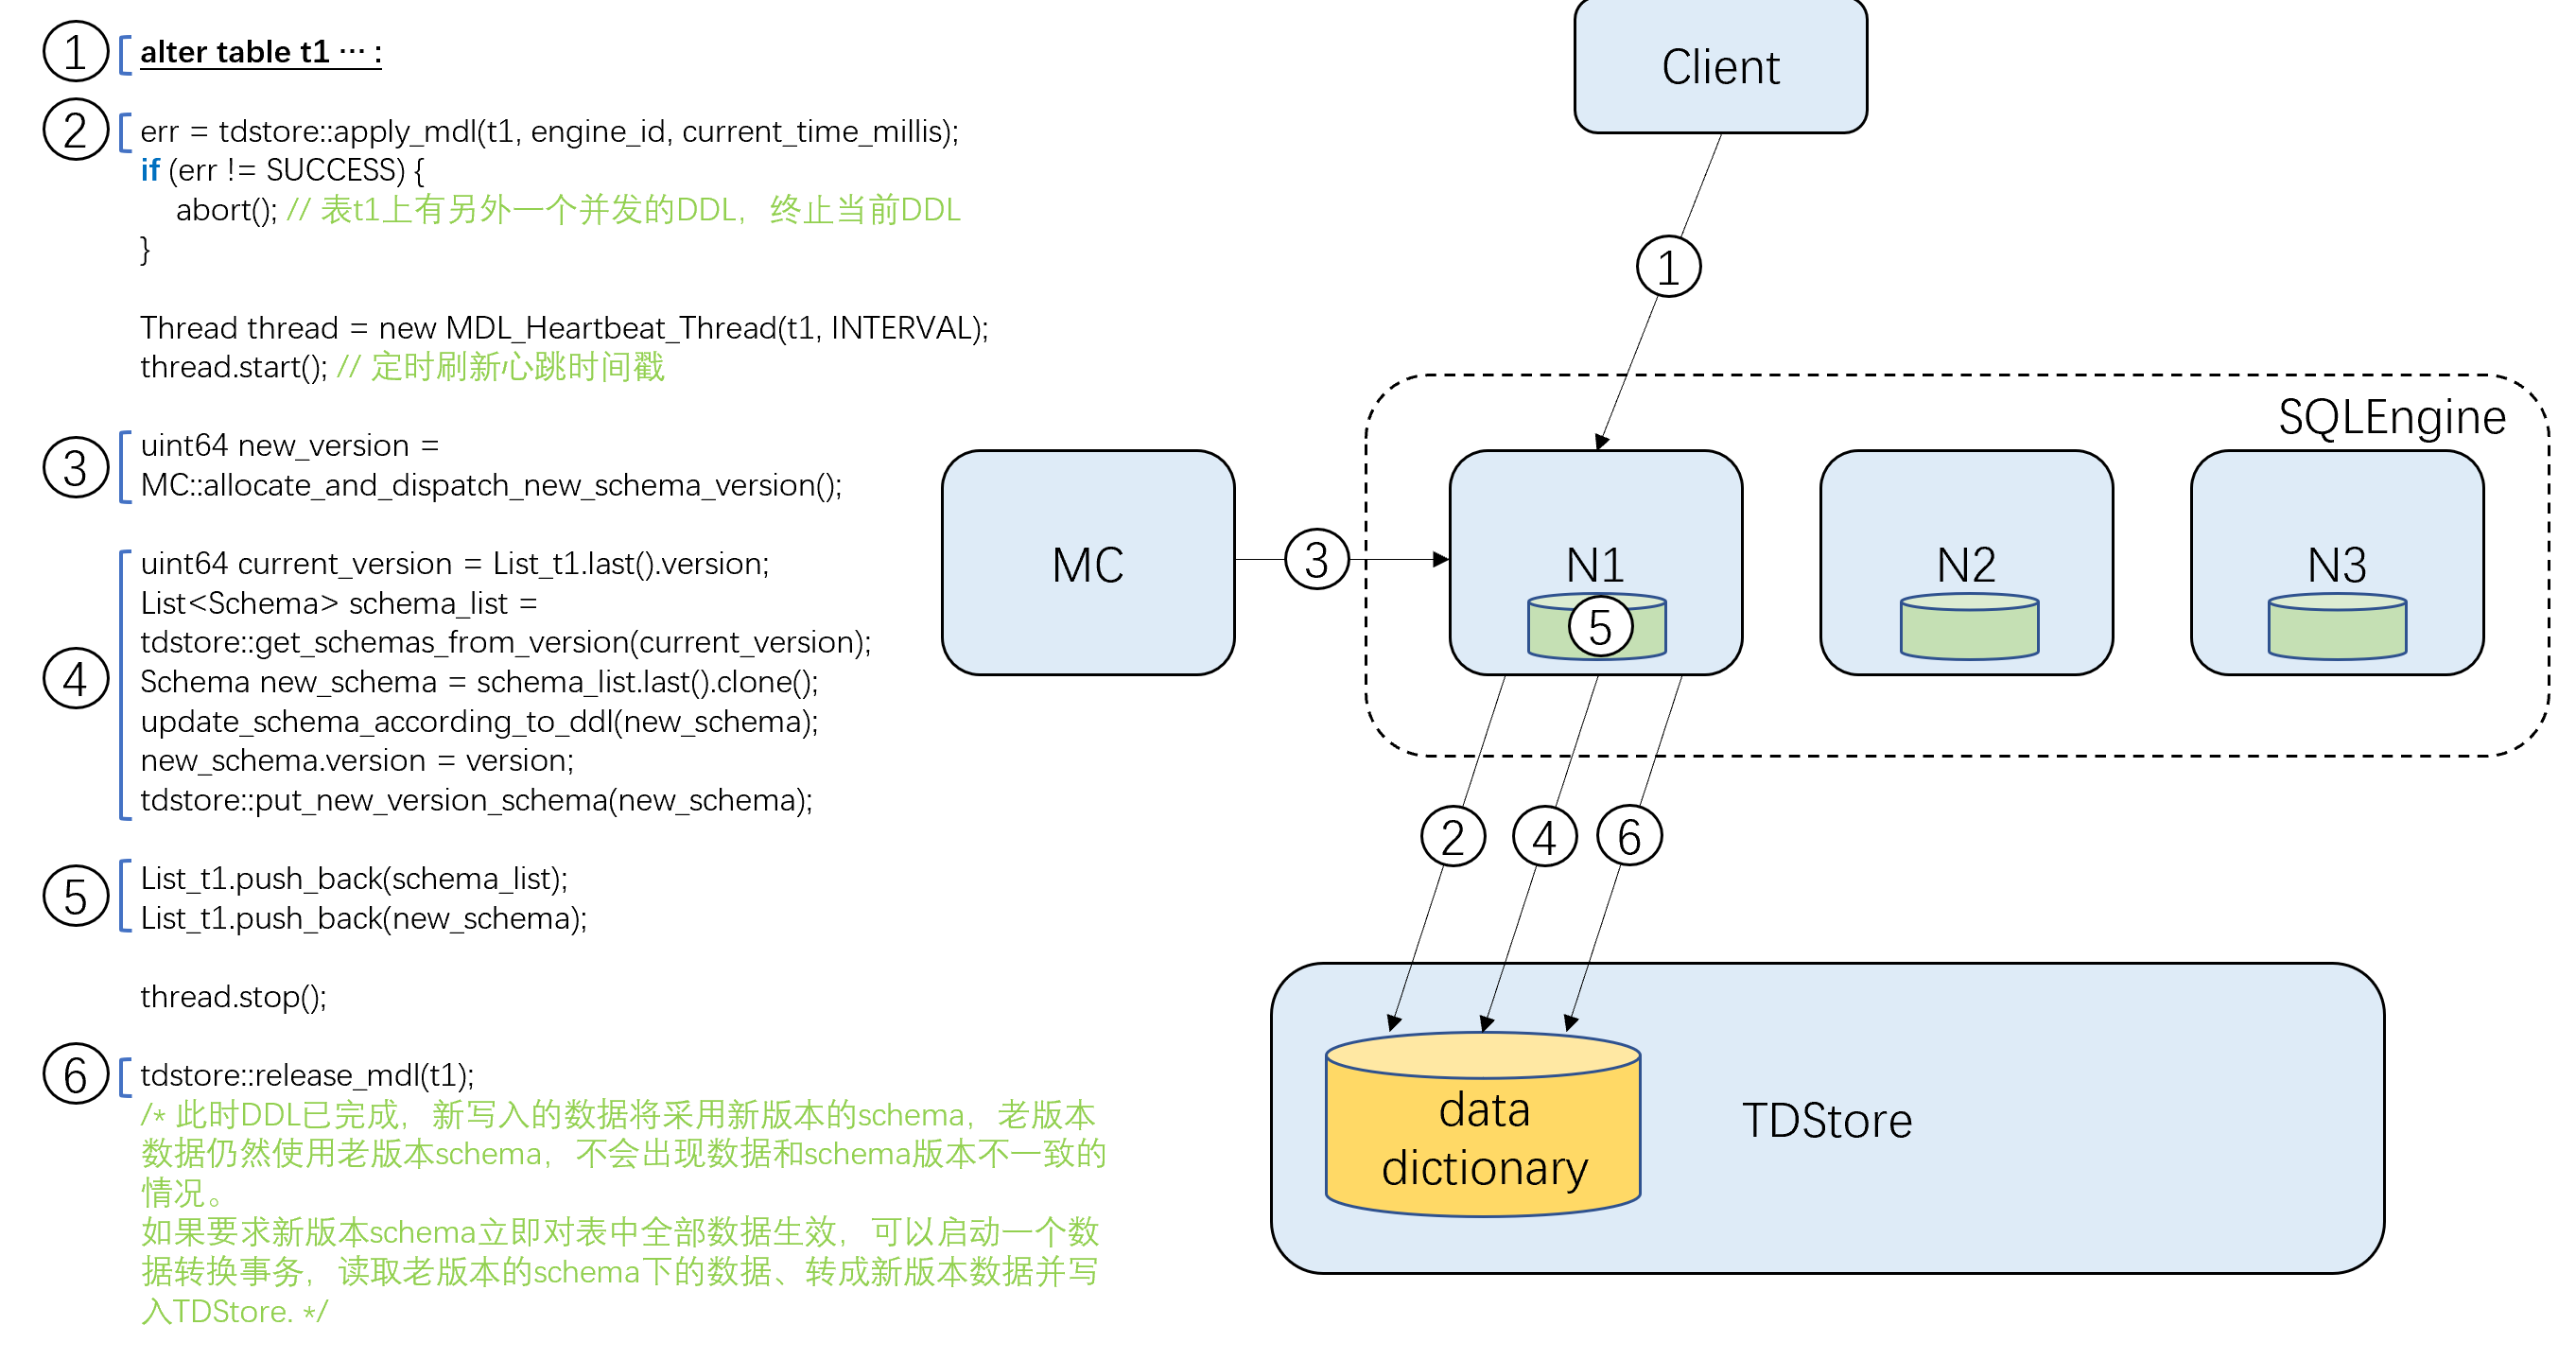 ① alter table t1 … :
② err = tdstore::apply_mdl(t1, engine_id, current_time_millis);
if (err != SUCCESS) {
abort(); // 表t1上有另外一个并发的DDL，终止当前DDL
}
Thread thread = new MDL_Heartbeat_Thread(t1, INTERVAL);
thread.start(); // 定时刷新心跳时间戳
③ uint64 new_version =
MC::allocate_and_dispatch_new_schema_version();
④ uint64 current_version = List_t1.last().version;
List<Schema> schema_list =
tdstore::get_schemas_from_version(current_version);
Schema new_schema = schema_list.last().clone();
update_schema_according_to_ddl(new_schema);
new_schema.version = version;
tdstore::put_new_version_schema(new_schema);
⑤ List_t1.push_back(schema_list);
List_t1.push_back(new_schema);
thread.stop();
⑥ tdstore::release_mdl(t1);
/* 此时DDL已完成，新写入的数据将采用新版本的schema，老版本
数据仍然使用老版本schema，不会出现数据和schema版本不一致的
情况。
如果要求新版本schema立即对表中全部数据生效，可以启动一个数
据转换事务，读取老版本的schema下的数据、转成新版本数据并写
入TDStore. */
Client
①
SQLEngine
MC
③
N1
⑤
N2
N3
② ④ ⑥
data
dictionary
TDStore